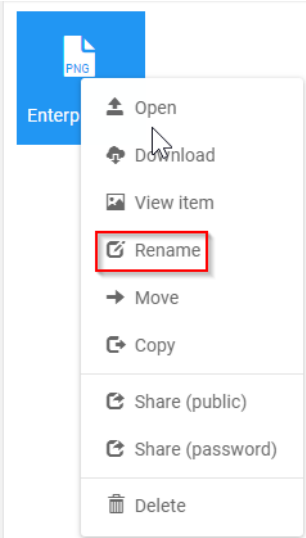 PNG
Enterp
Open
Download
View item
Rename
Move
Copy
Share (public)
Share (password)
Delete